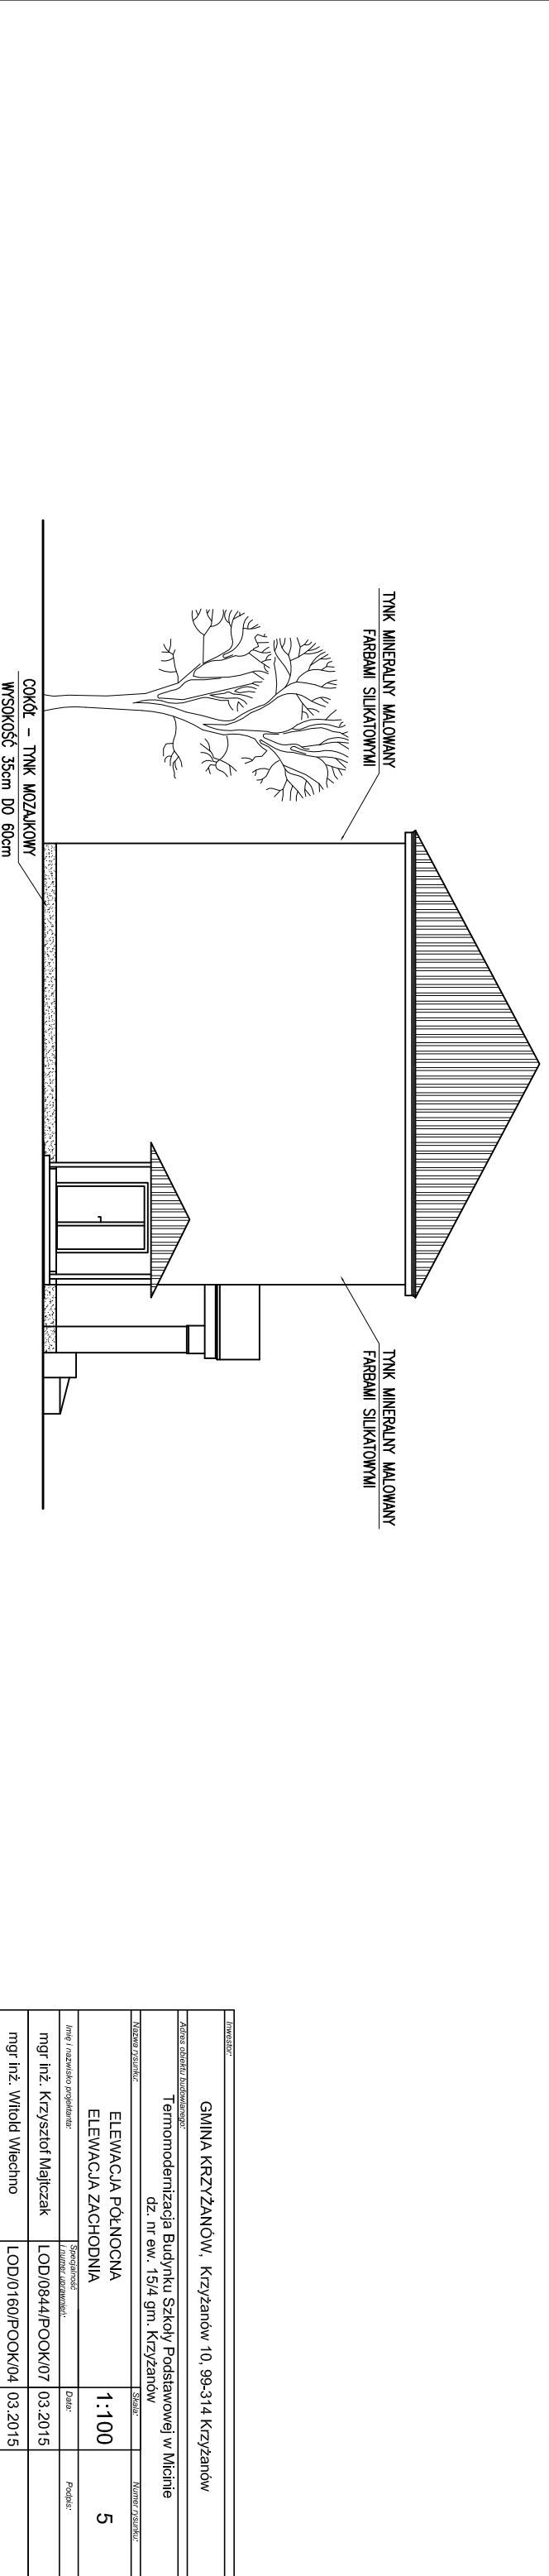 TYNK MINERALNY MALOWANY
FARBAMI SILIKATOWYMI
TYNK MINERALNY MALOWANY
FARBAMI SILIKATOWYMI
COKÓŁ - TYNK MOZAJKOWY
WYSOKOŚĆ 35cm DO 60cm
Inwestor:
GMINA KRZYŻANÓW, Krzyżanów 10, 99-314 Krzyżanów
Adres obiektu budowlanego:
Termomodernizacja Budynku Szkoły Podstawowej w Micinie
dz. nr ew. 15/4 gm. Krzyżanów
Nazwa rysunku: Skala: Numer rysunku:
ELEWACJA PÓŁNOCNA
ELEWACJA ZACHODNIA
1:100 5
Imię i nazwisko projektanta: Specjalność i numer uprawnień: Data: Podpis:
mgr inż. Krzysztof Majtczak LOD/0844/POOK/07 03.2015
mgr inż. Witold Wiechno LOD/0160/POOK/04 03.2015